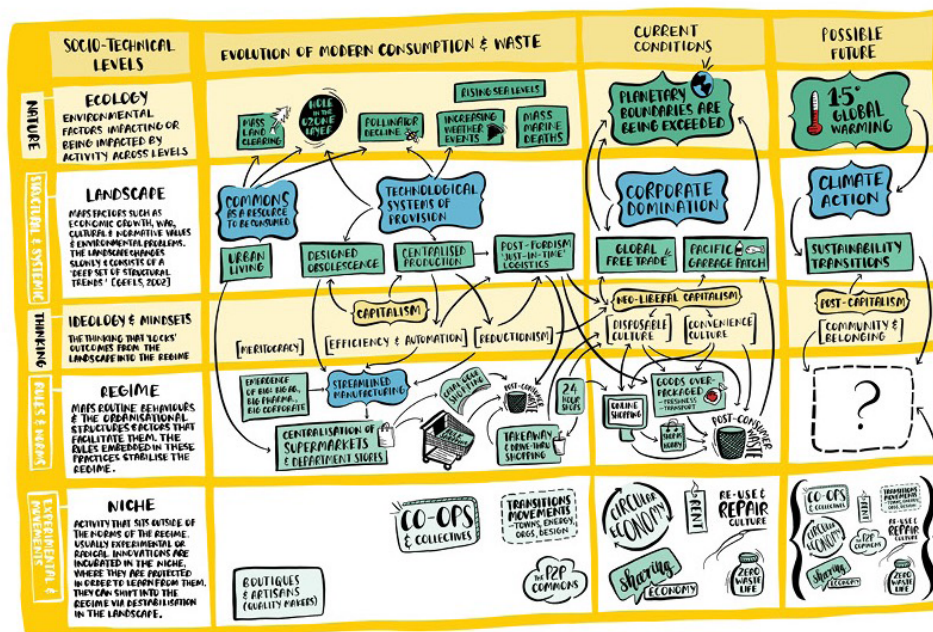 SOCIO-TECHNICAL
LEVELS
EVOLUTION OF MODERN CONSUMPTION & WASTE
CURRENT
CONDITIONS
POSSIBLE
FUTURE
NATURE
ECOLOGY
ENVIRONMENTAL
FACTORS IMPACTING OR
BEING IMPACTED BY
ACTIVITY ACROSS LEVELS
MASS
LAND
CLEARING
HOLE
IN THE
OZONE
LAYER
POLLINATOR
DECLINE
RISING SEA LEVELS
INCREASING
WEATHER
EVENTS
MASS
MARINE
DEATHS
PLANETARY
BOUNDARIES ARE
BEING EXCEEDED
1.5°
GLOBAL
WARMING
STRUCTURAL & SYSTEMIC
LANDSCAPE
MAPS FACTORS SUCH AS
ECONOMIC GROWTH, WAR,
CULTURAL & NORMATIVE VALUES
& ENVIRONMENTAL PROBLEMS.
THE LANDSCAPE CHANGES
SLOWLY & CONSISTS OF A
'DEEP SET OF STRUCTURAL
TRENDS' [GEELS, 2002]
COMMONS
AS A RESOURCE
TO BE CONSUMED
TECHNOLOGICAL
SYSTEMS OF
PROVISION
CORPORATE
DOMINATION
CLIMATE
ACTION
URBAN
LIVING
DESIGNED
OBSOLESCENCE
CENTRALISED
PRODUCTION
POST-FORDISM
'JUST-IN-TIME'
LOGISTICS
GLOBAL
FREE TRADE
PACIFIC
GARBAGE PATCH
SUSTAINABILITY
TRANSITIONS
THINKING
IDEOLOGY & MINDSETS
THE THINKING THAT 'LOCKS'
OUTCOMES FROM THE
LANDSCAPE INTO THE REGIME
CAPITALISM
[MERITOCRACY]
[EFFICIENCY & AUTOMATION]
[REDUCTIONISM]
NEO-LIBERAL CAPITALISM
[DISPOSABLE
CULTURE]
[CONVENIENCE
CULTURE]
POST-CAPITALISM
[COMMUNITY &
BELONGING]
RULES & NORMS
REGIME
MAPS ROUTINE BEHAVIOURS
& THE ORGANISATIONAL
STRUCTURES & FACTORS THAT
FACILITATE THEM. THE
RULES EMBEDDED IN THESE
PRACTICES STABILISE THE
REGIME.
EMERGENCE
OF BIG: BIG AG,
BIG PHARMA...
BIG CORPORATE
STREAMLINED
MANUFACTURING
CENTRALISATION OF
SUPERMARKETS
& DEPARTMENT STORES
SHOPPING
POST-CONSUMER
WASTE
TAKEAWAY
& DRIVE-THRU
SHOPPING
24
HOUR
SHOPS
ONLINE
SHOPPING
GOODS OVER-
PACKAGED
- FRESHNESS
- TRANSPORT
SHOP AS
HOBBY
POST-CONSUMER
WASTE
?
EXPERIMENTAL & MOVEMENTS
NICHE
ACTIVITY THAT SITS OUTSIDE OF
THE NORMS OF THE REGIME.
USUALLY EXPERIMENTAL OR
RADICAL INNOVATIONS ARE
INCUBATED IN THE NICHE,
WHERE THEY ARE PROTECTED
IN ORDER TO LEARN FROM THEM.
THEY CAN SHIFT INTO THE
REGIME VIA DESTABILISATION
IN THE LANDSCAPE.
BOUTIQUES
& ARTISANS
(QUALITY MAKERS)
CO-OPS
& COLLECTIVES
TRANSITIONS
MOVEMENTS
- TOWNS, ENERGY,
ORGS, DESIGN
THE P2P
COMMONS
CIRCULAR
ECONOMY
RENT
RE-USE &
REPAIR
CULTURE
Sharing
ECONOMY
ZERO
WASTE
LIFE
CO-OPS
& COLLECTIVES
TRANSITIONS
MOVEMENTS
- TOWNS, ENERGY,
ORGS, DESIGN
RENT
CIRCULAR
ECONOMY
RE-USE &
REPAIR
CULTURE
THE P2P
COMMONS
Sharing
ECONOMY
ZERO
WASTE
LIFE